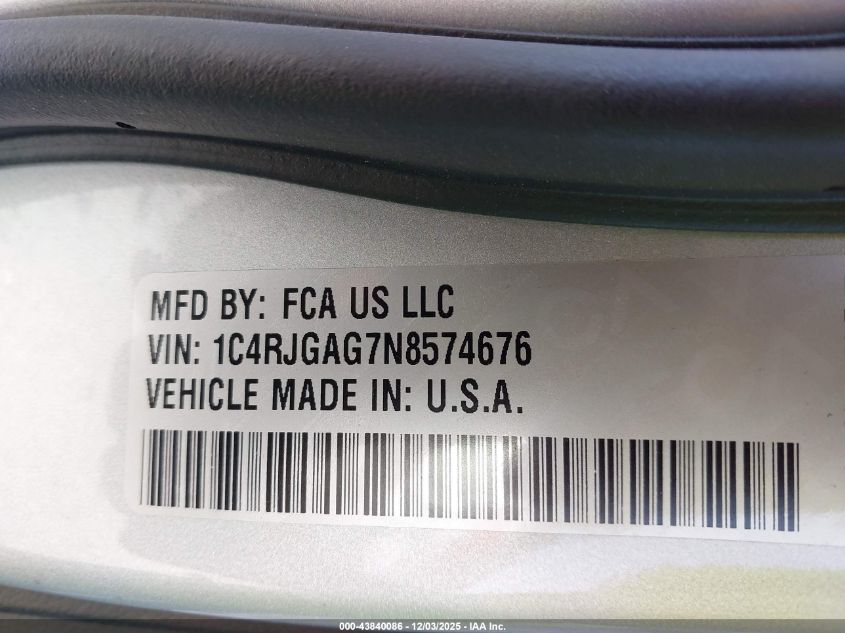 MFD BY: FCA US LLC
VIN: 1C4RJGAG7N8574676
VEHICLE MADE IN: U.S.A.
000-43840086 - 12/03/2025 - IAA Inc.